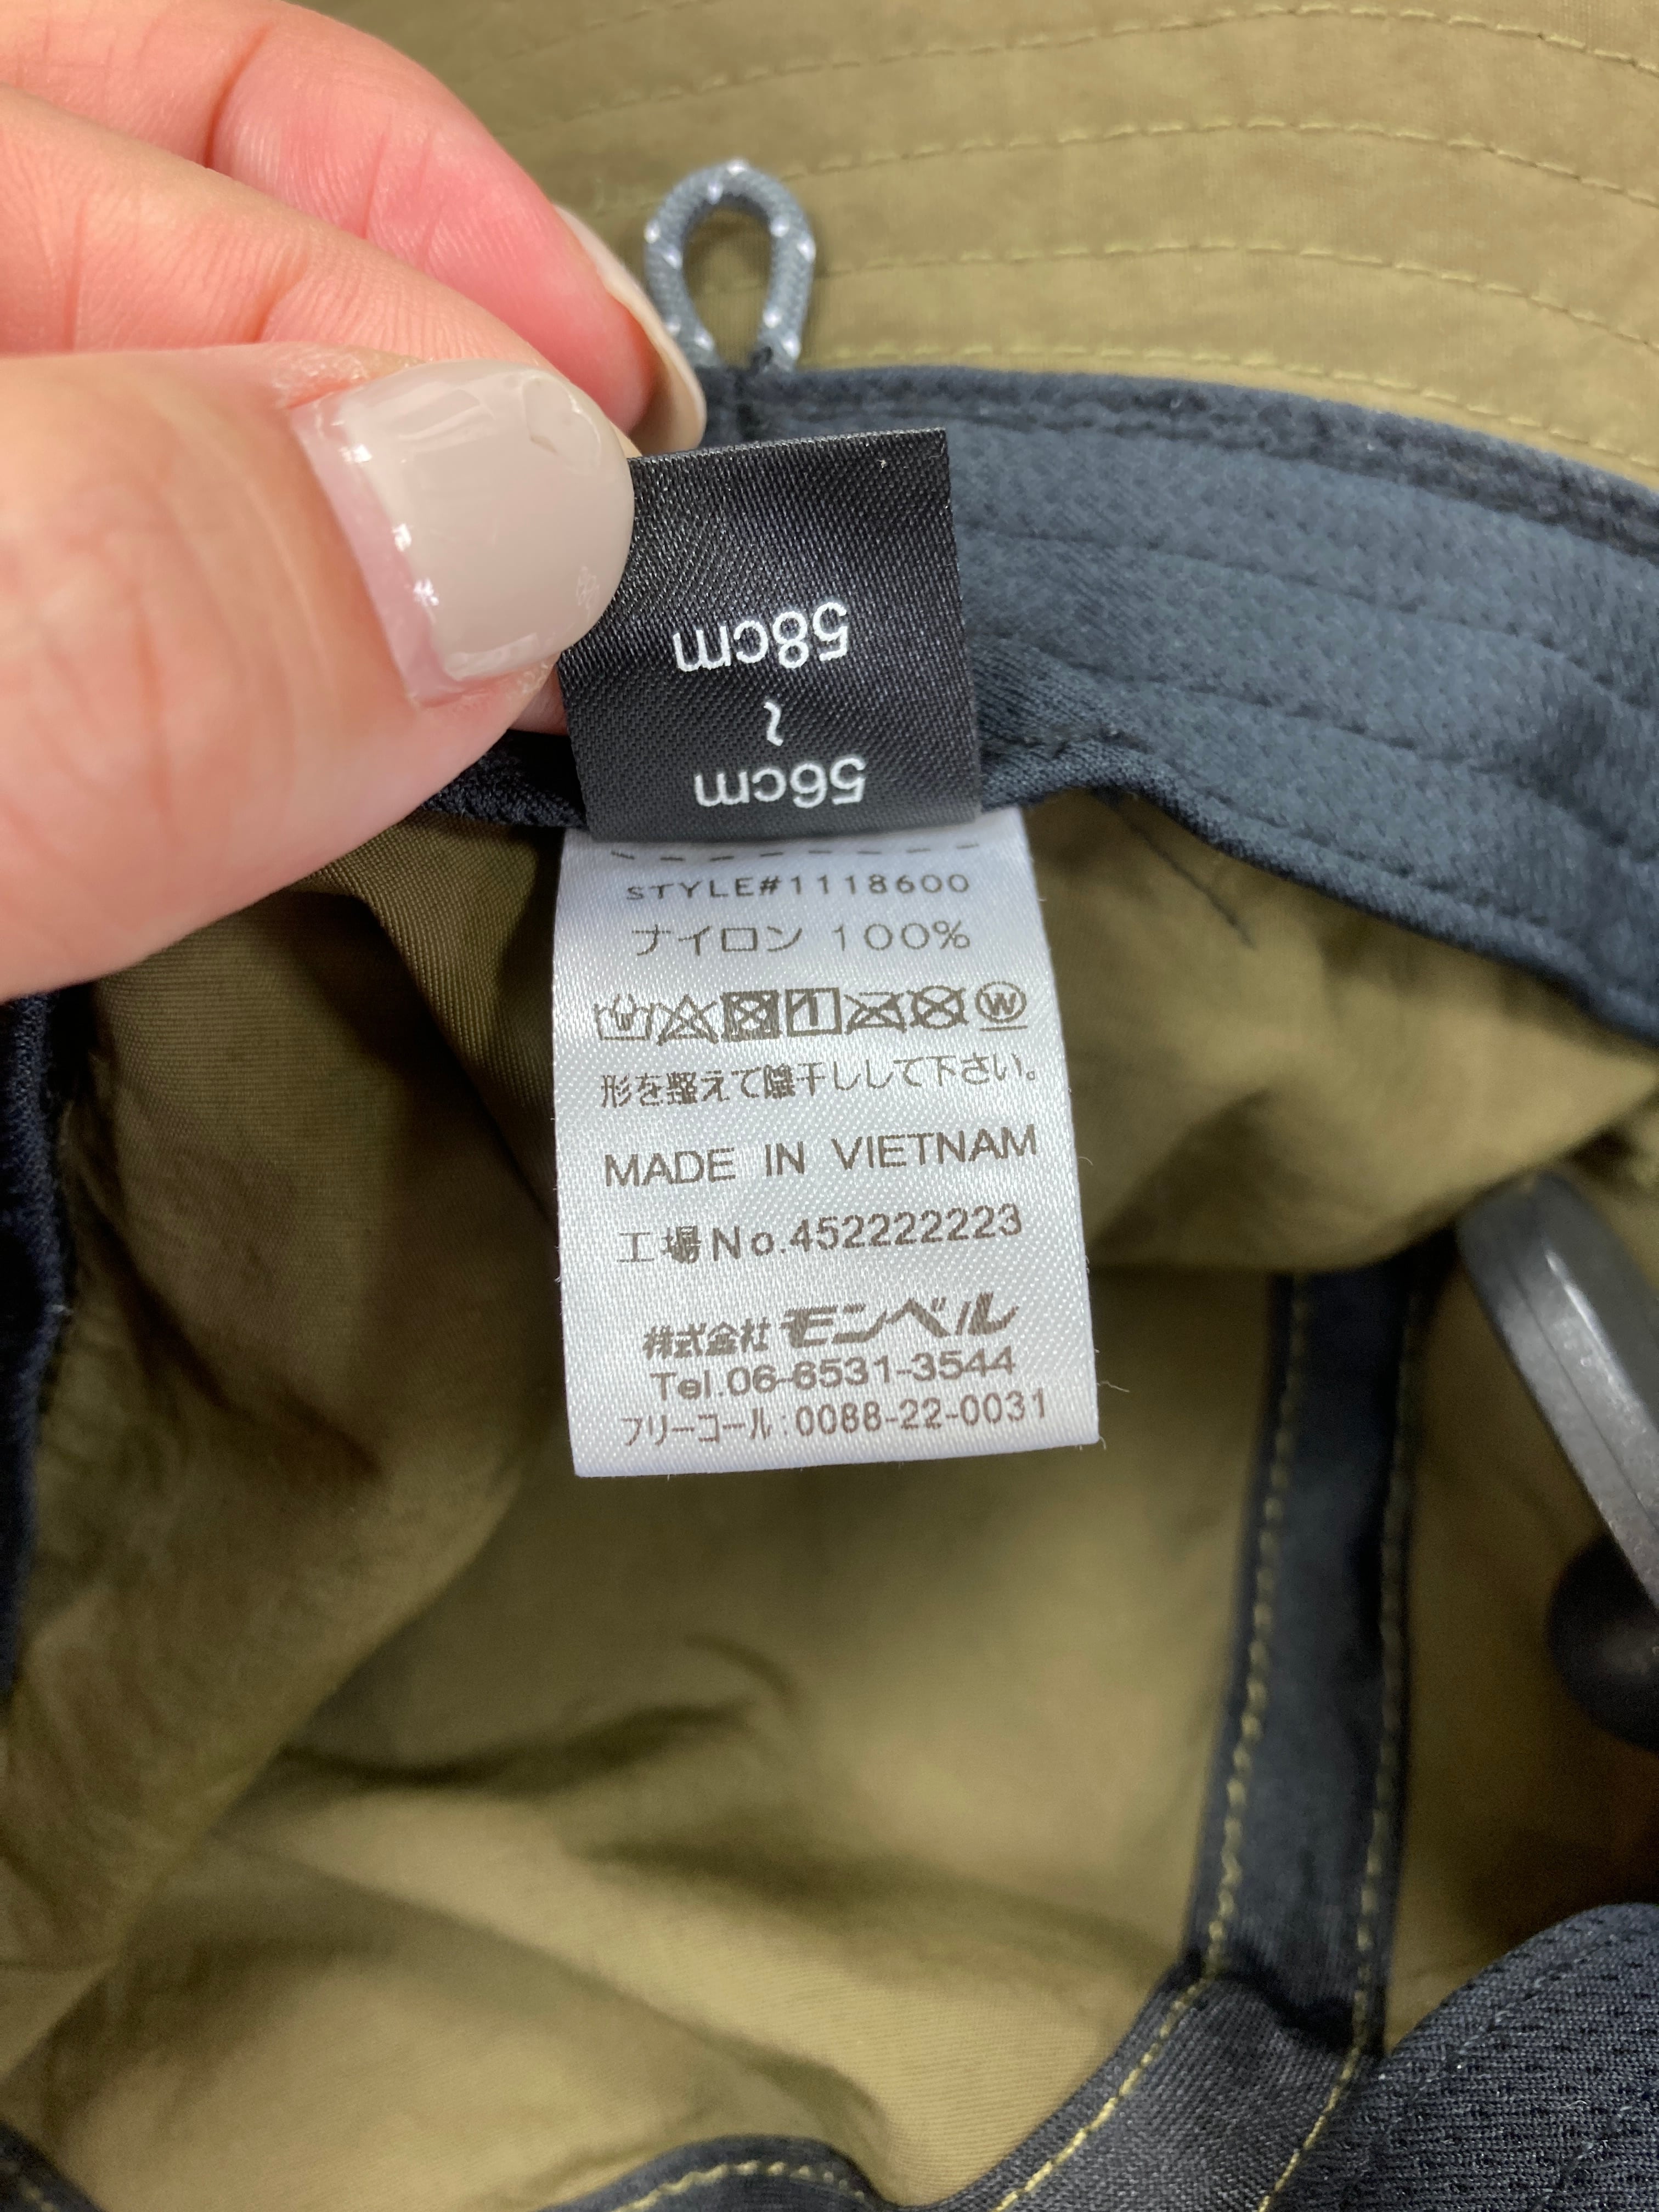 58cm
~
56cm
STYLE#1118600
ナイロン 100%
形を整えて陰干しして下さい。
MADE IN VIETNAM
工場No.452222223
株式会社 モンベル
Tel.06-6531-3544
フリーコール:0088-22-0031